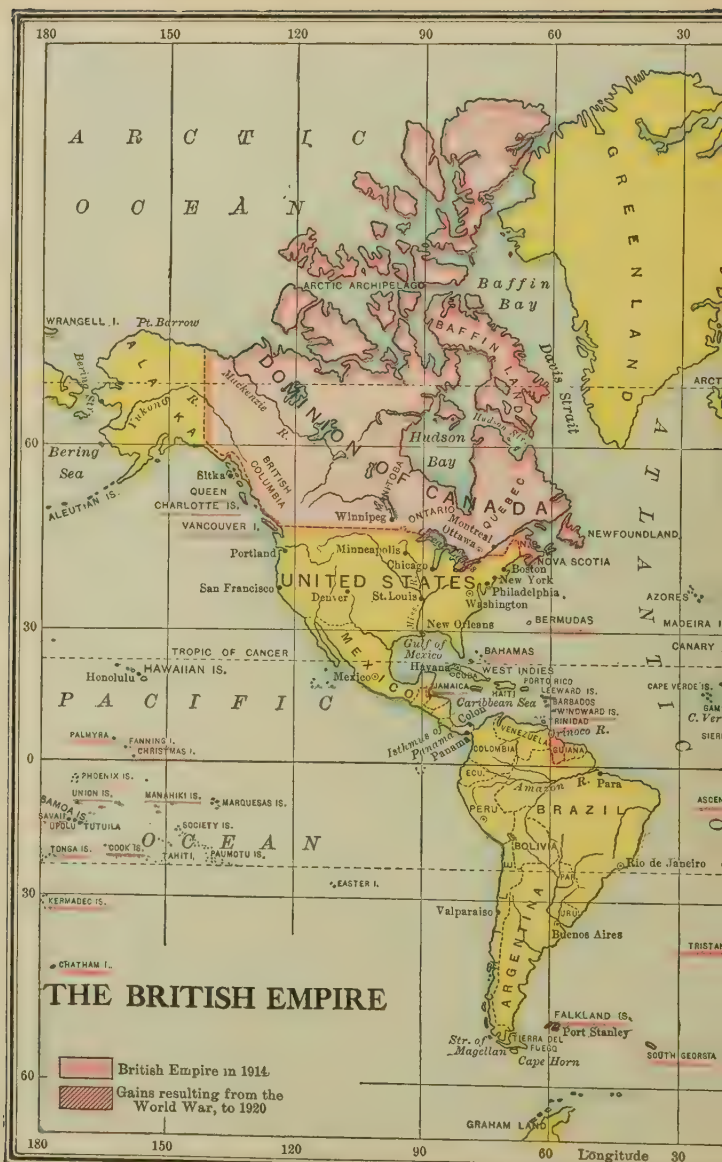 180 150 120 90 60 30
ARCTIC
OCEAN
GREENLAND
Baffin
Bay
ARCTIC ARCHIPELAGO
BAFFIN LAND
Davis Strait
WRANGELL I.
Pt. Barrow
Bering Str.
ALASKA
Yukon R.
Mackenzie R.
DOMINION OF CANADA
Hudson Str.
Hudson
Bay
ARCT
60
Bering
Sea
ALEUTIAN IS.
Sitka
QUEEN
CHARLOTTE IS.
VANCOUVER I.
BRITISH
COLUMBIA
MANITOBA
Winnipeg
ONTARIO
QUEBEC
Montreal
Ottawa
NEWFOUNDLAND
N.B.
NOVA SCOTIA
ATLANTIC
O
Portland
Minneapolis
Chicago
Boston
New York
Philadelphia
Washington
UNITED STATES
San Francisco
Denver
St. Louis
Miss.
New Orleans
AZORES
MADEIRA I
BERMUDAS
CANARY
30
TROPIC OF CANCER
Gulf of
Mexico
BAHAMAS
HAWAIIAN IS.
Honolulu
MEXICO
Mexico
Havana
CUBA
WEST INDIES
JAMAICA
HAITI
PORTO RICO
LEEWARD IS.
BARBADOS
WINDWARD IS.
TRINIDAD
CAPE VERDE IS.
GAM
C. Ver
SIERR
PACIFIC
Caribbean Sea
Colon
Isthmus of
Panama
Panama
Orinoco R.
VENEZUELA
COLOMBIA
GUIANA
PALMYRA
FANNING I.
CHRISTMAS I.
0
ECU.
Amazon R.
Para
PHOENIX IS.
UNION IS.
MANAHIKI IS.
MARQUESAS IS.
PERU
BRAZIL
ASCEN
SAMOA IS.
SAVAII
UPOLU
TUTUILA
SOCIETY IS.
OCEAN
BOLIVIA
TONGA IS.
COOK IS.
TAHITI
PAUMOTU IS.
Rio de Janeiro
PAR.
EASTER I.
30
KERMADEC IS.
Valparaiso
URU.
Buenos Aires
ARGENTINA
TRISTAN
CHATHAM I.
THE BRITISH EMPIRE
FALKLAND IS.
Port Stanley
Str. of
Magellan
TIERRA DEL
FUEGO
Cape Horn
SOUTH GEORGIA
British Empire in 1914
Gains resulting from the
World War, to 1920
60
GRAHAM LAND
180 150 120 90 60 Longitude 30